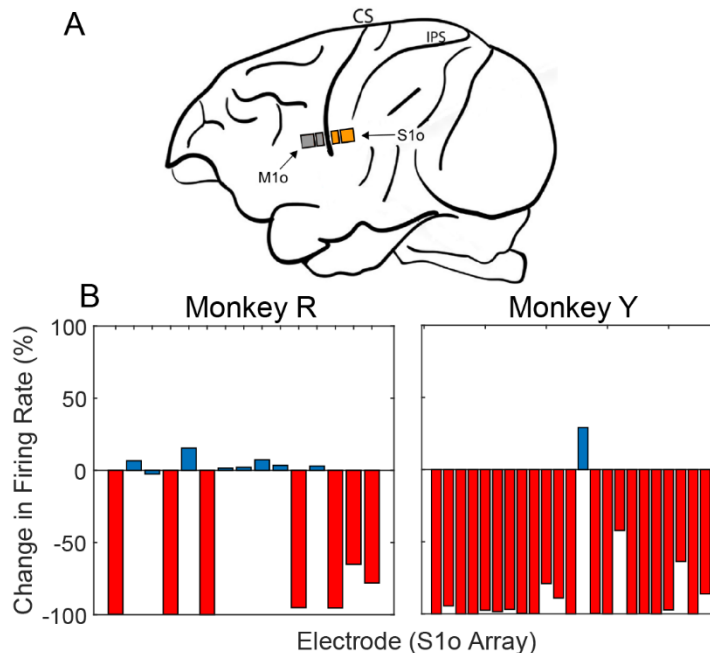 A
CS
IPS
S1o
M1o
B
Monkey R
Monkey Y
Change in Firing Rate (%)
100
50
0
-50
-100
Electrode (S1o Array)